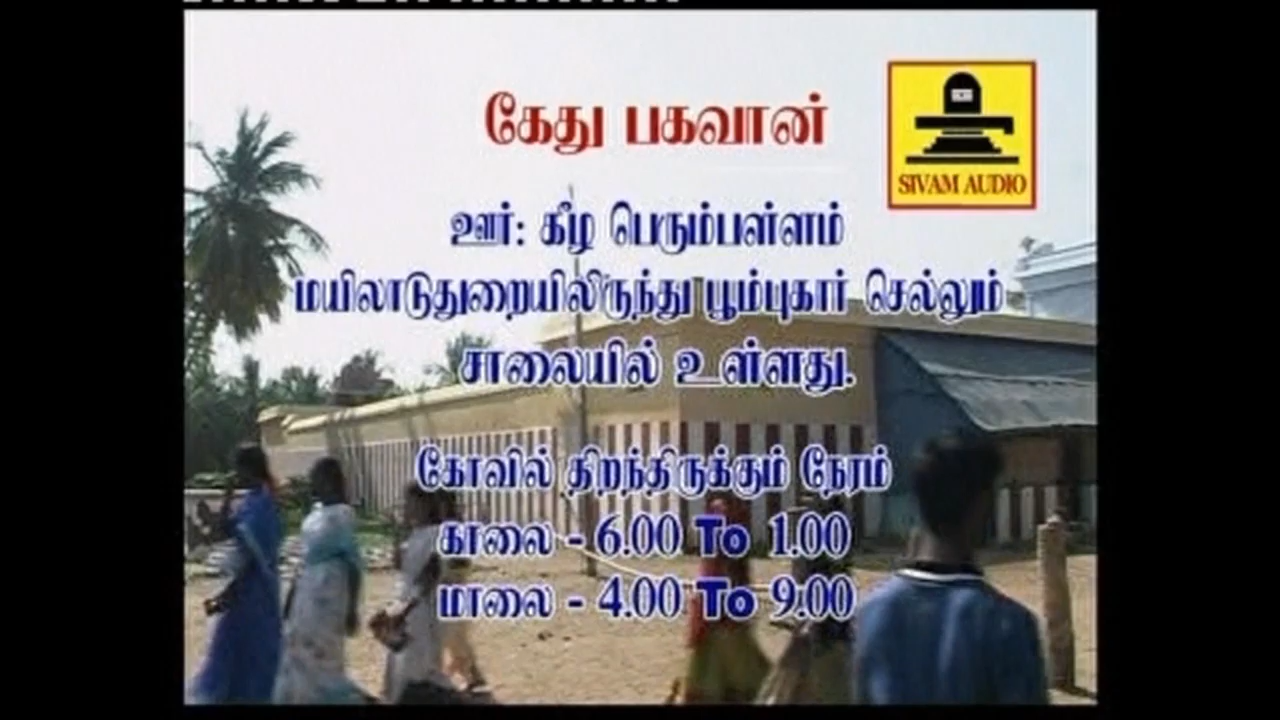 கேது பகவான்
SIVAM AUDIO
ஊர்: கீழ பெரும்பள்ளம்
மயிலாடுதுறையிலிருந்து பூம்புகார் செல்லும்
சாலையில் உள்ளது.
கோவில் திறந்திருக்கும் நேரம்
காலை - 6.00 To 1.00
மாலை - 4.00 To 9.00